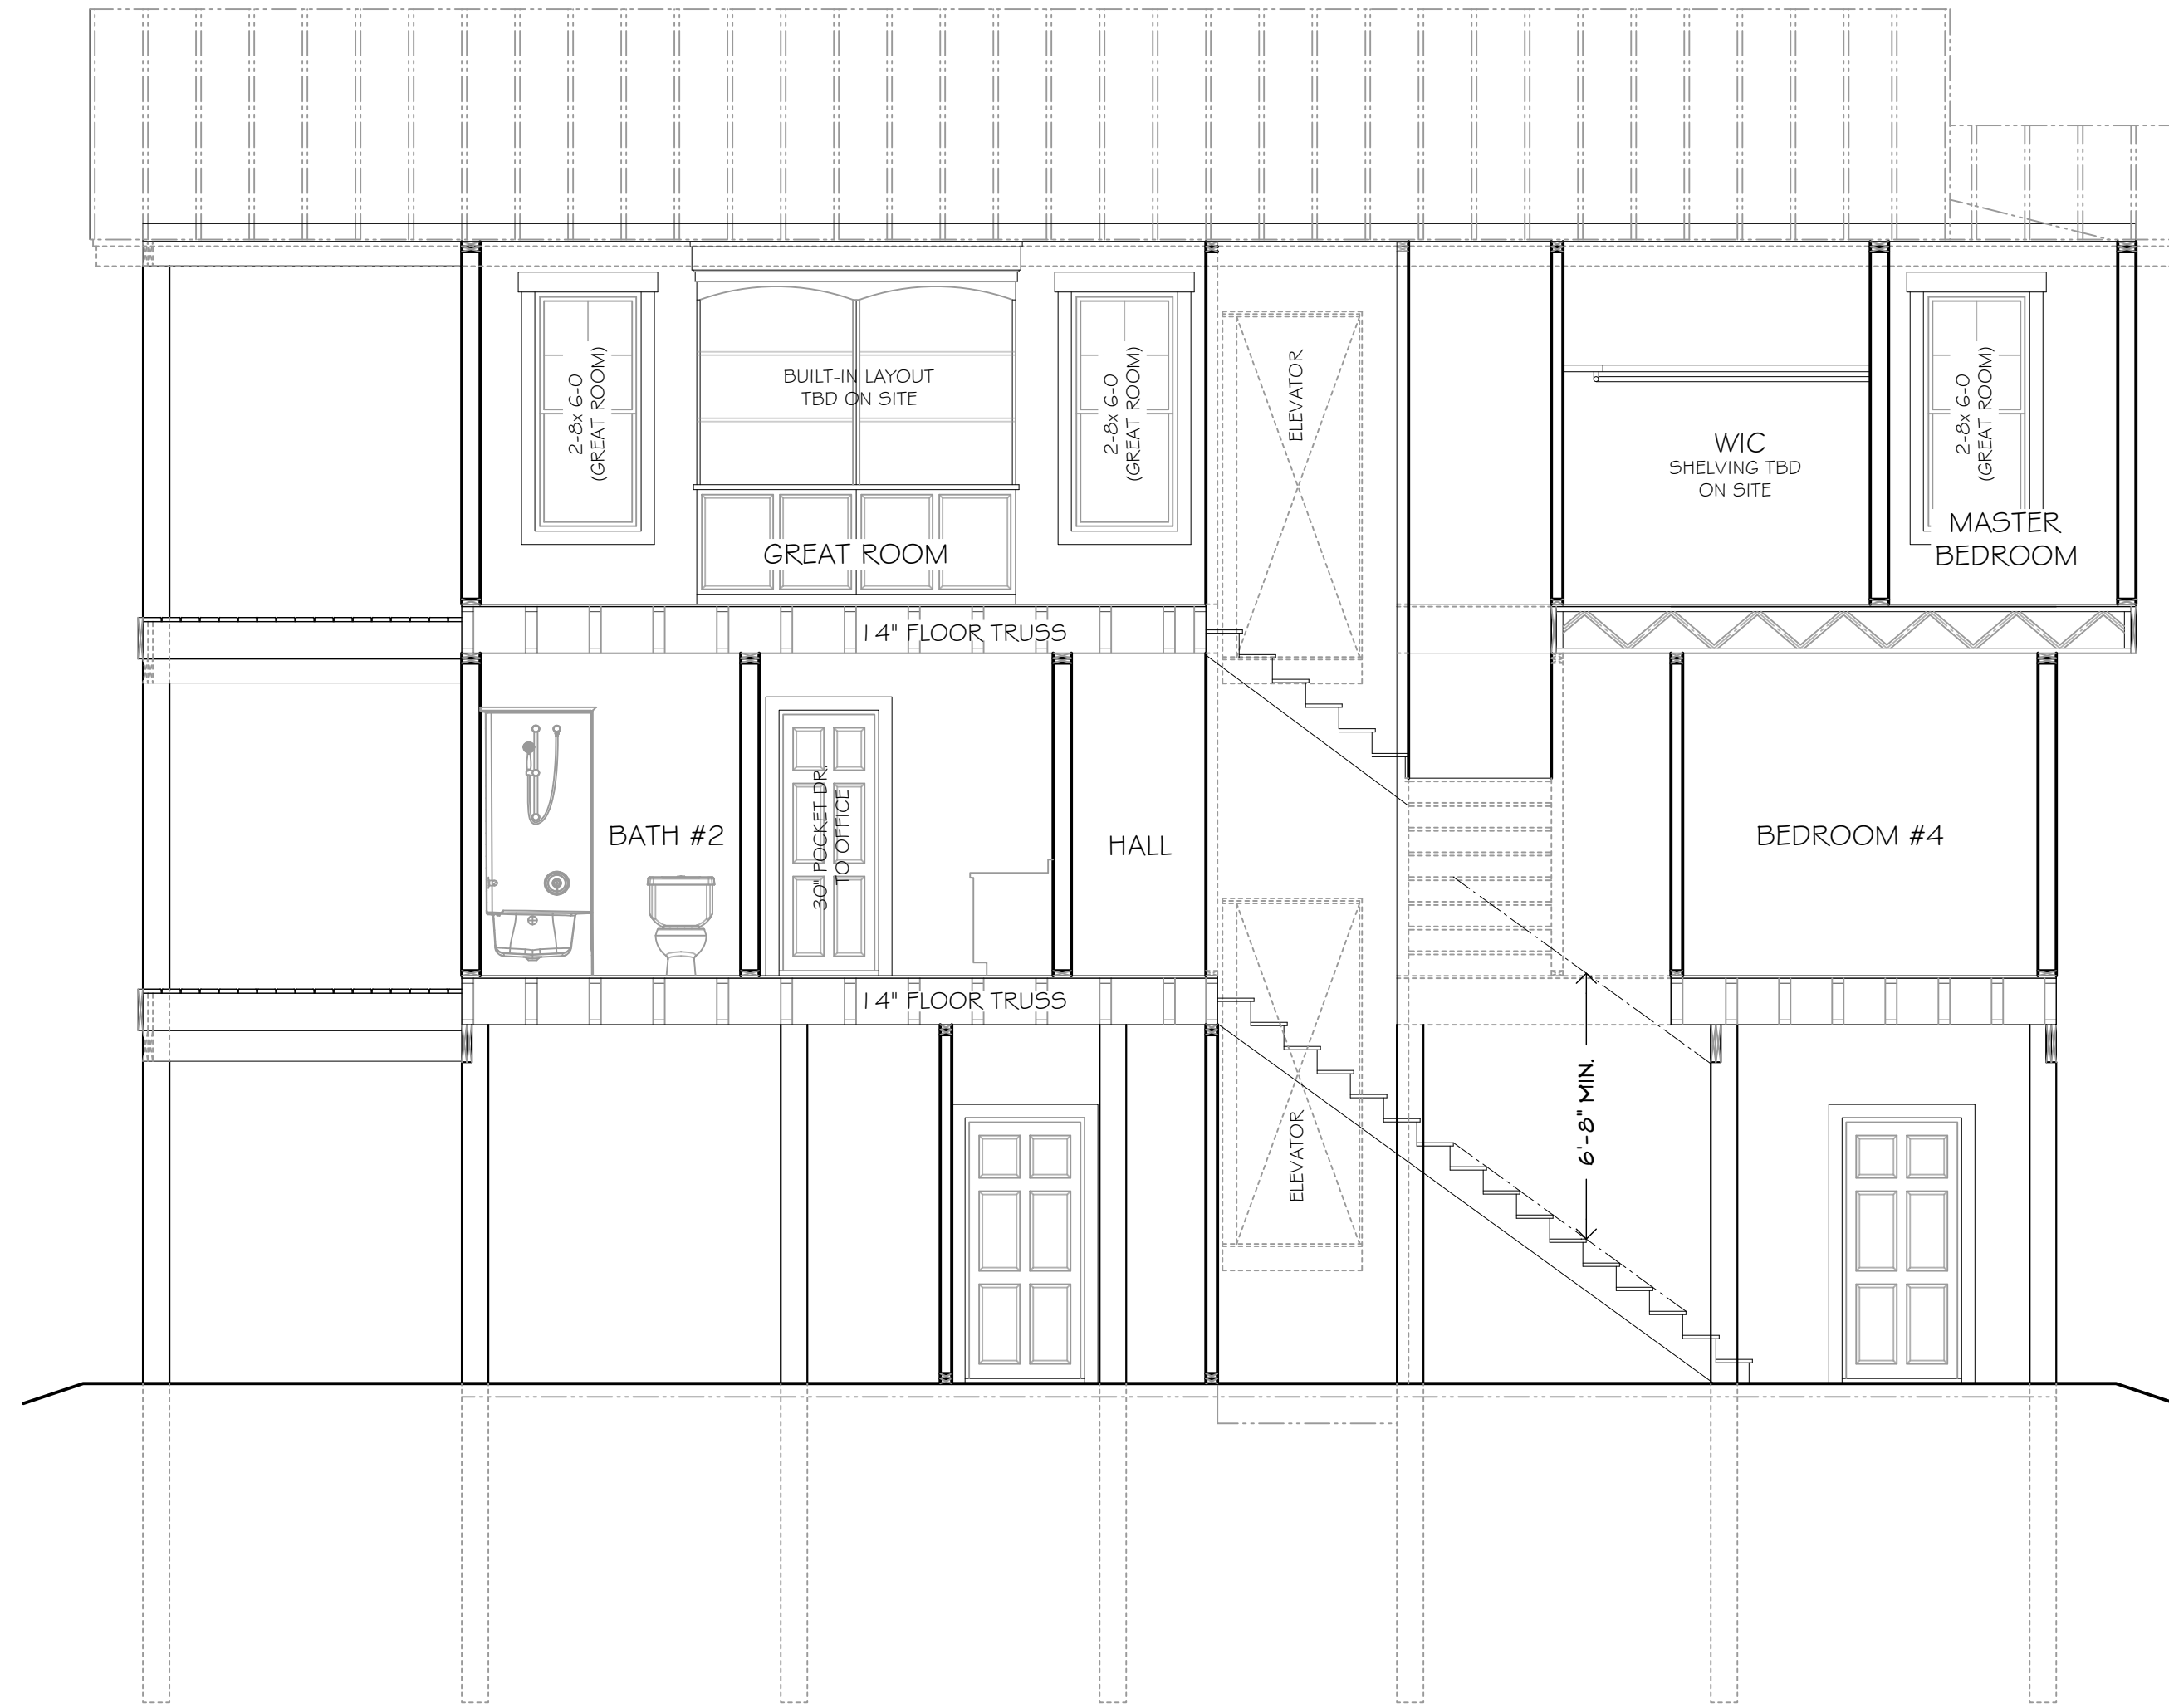 2-8x 6-0
(GREAT ROOM)
BUILT-IN LAYOUT
TBD ON SITE
2-8x 6-0
(GREAT ROOM)
ELEVATOR
WIC
SHELVING TBD
ON SITE
2-8x 6-0
(GREAT ROOM)
MASTER
BEDROOM
GREAT ROOM
14" FLOOR TRUSS
BATH #2
30" POCKET DR.
TO OFFICE
HALL
BEDROOM #4
14" FLOOR TRUSS
ELEVATOR
6'-8" MIN.